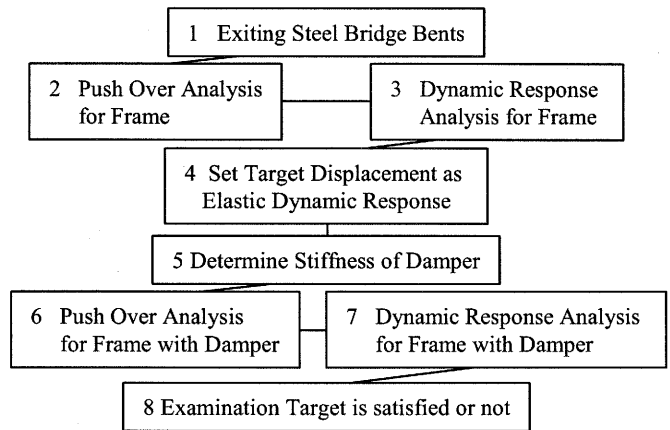 1 Exiting Steel Bridge Bents
2 Push Over Analysis
for Frame
3 Dynamic Response
Analysis for Frame
4 Set Target Displacement as
Elastic Dynamic Response
5 Determine Stiffness of Damper
6 Push Over Analysis
for Frame with Damper
7 Dynamic Response Analysis
for Frame with Damper
8 Examination Target is satisfied or not